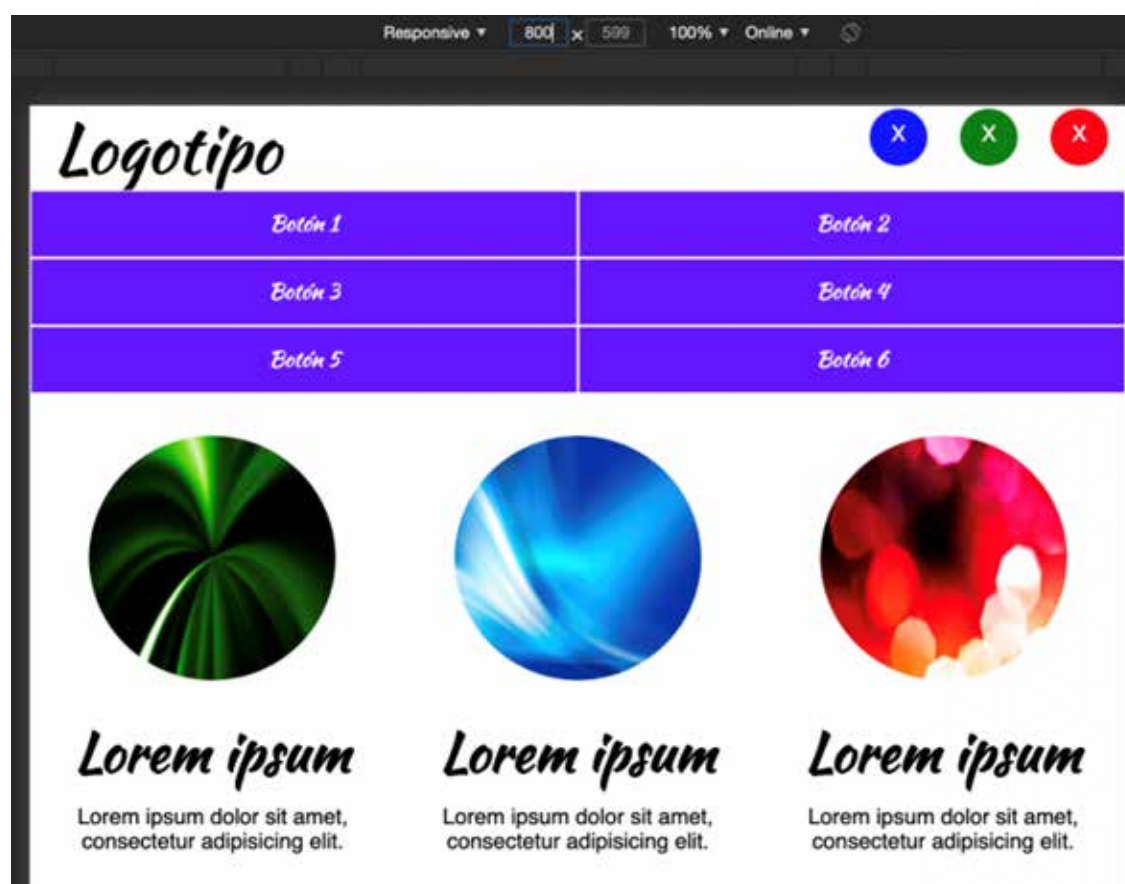 Responsive ▼ 800 × 599 100% ▼ Online ▼
Logotipo X X X
Botón 1 Botón 2
Botón 3 Botón 4
Botón 5 Botón 6
Lorem ipsum Lorem ipsum Lorem ipsum
Lorem ipsum dolor sit amet, Lorem ipsum dolor sit amet, Lorem ipsum dolor sit amet,
consectetur adipisicing elit. consectetur adipisicing elit. consectetur adipisicing elit.